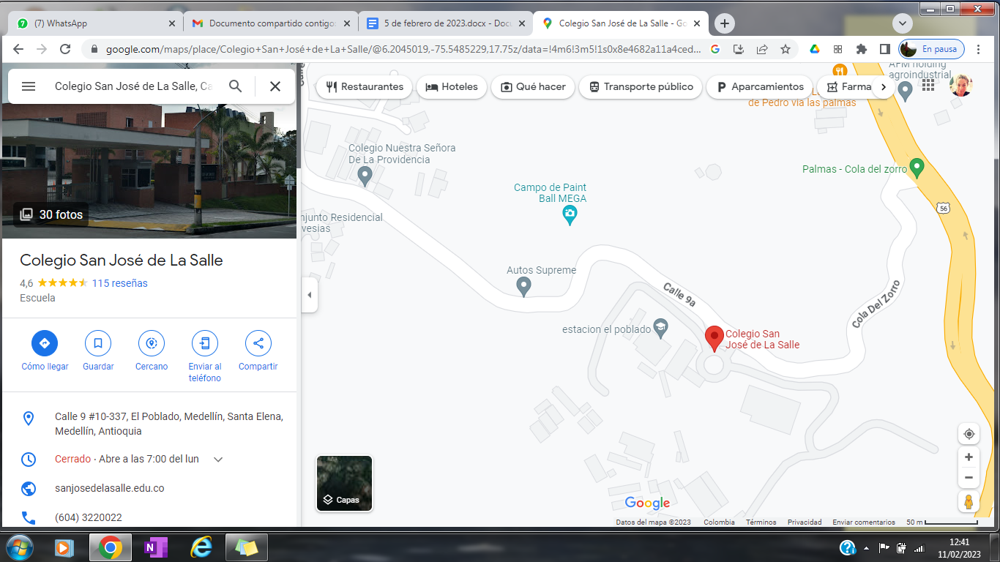 (7) WhatsApp
Documento compartido contigo:
5 de febrero de 2023.docx - Docu
Colegio San José de La Salle - Go
google.com/maps/place/Colegio+San+José+de+La+Salle/@6.2045019,-75.5485229,17.75z/data=!4m6!3m5!1s0x8e4682a11a4ced...
En pausa
Colegio San José de La Salle, Ca
Restaurantes
Hoteles
Qué hacer
Transporte público
Aparcamientos
Farma
30 fotos
Colegio San José de La Salle
4,6
115 reseñas
Escuela
Cómo llegar
Guardar
Cercano
Enviar al
teléfono
Compartir
Calle 9 #10-337, El Poblado, Medellín, Santa Elena,
Medellín, Antioquia
Cerrado · Abre a las 7:00 del lun
sanjosedelasalle.edu.co
(604) 3220022
agroindustrial
de Pedro vía las palmas
Colegio Nuestra Señora
De La Providencia
Palmas - Cola del zorro
Campo de Paint
Ball MEGA
56
njunto Residencial
vesias
Autos Supreme
Calle 9a
Cola Del Zorro
estacion el poblado
Colegio San
José de La Salle
Capas
Google
Datos del mapa ©2023
Colombia
Términos
Privacidad
Enviar comentarios
50 m
12:41
11/02/2023